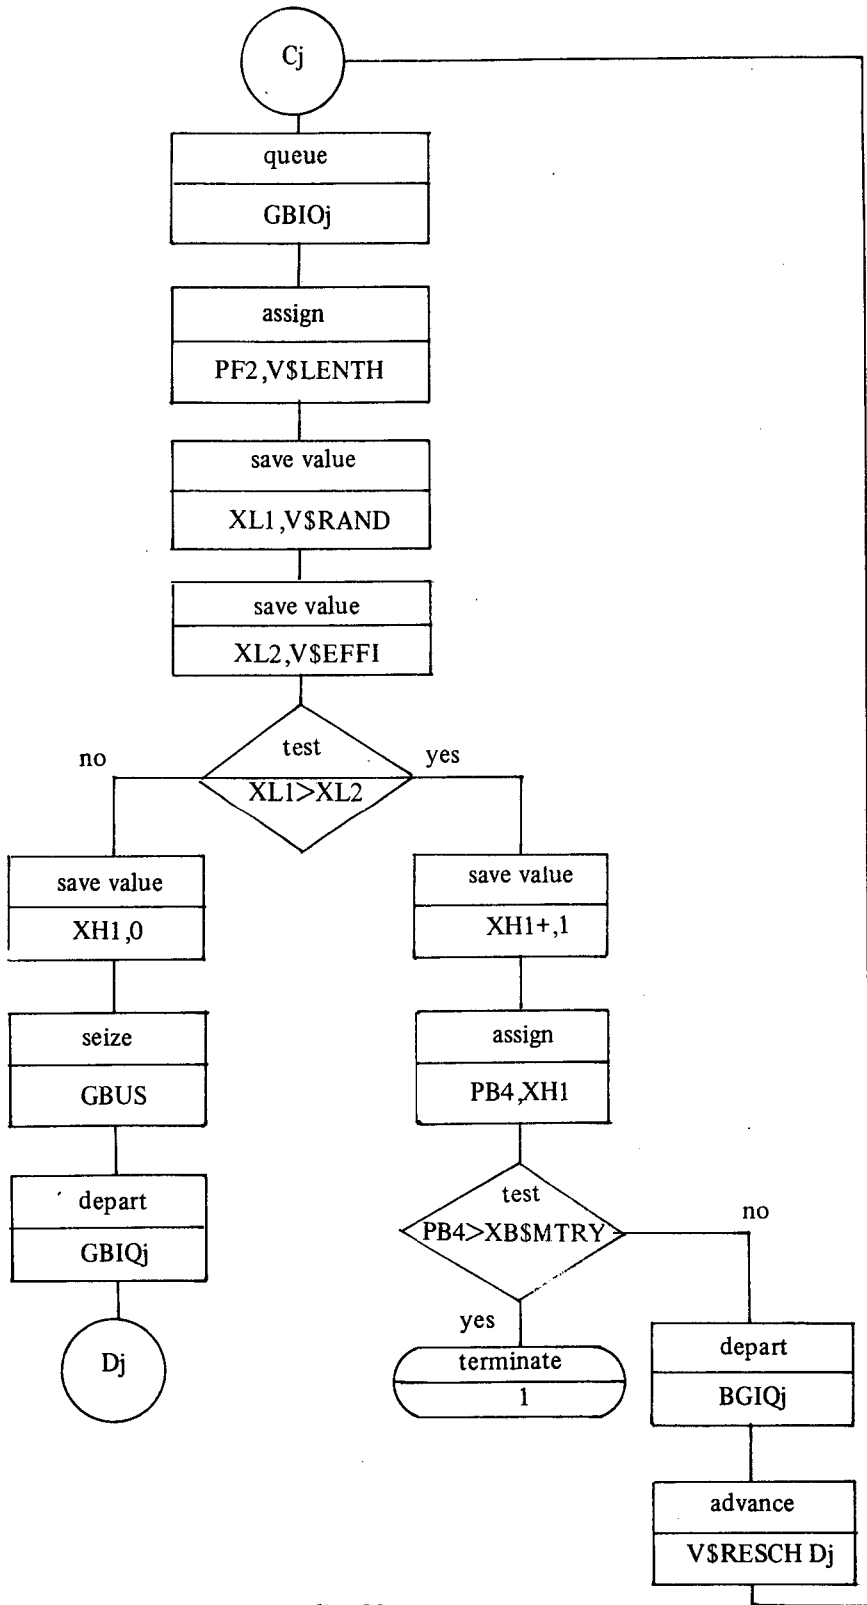 Cj
queue
GBIOj
assign
PF2,V$LENTH
save value
XL1,V$RAND
save value
XL2,V$EFFI
test
XL1>XL2
no
yes
save value
XH1,0
seize
GBUS
depart
GBIQj
Dj
save value
XH1+,1
assign
PB4,XH1
test
PB4>XB$MTRY
no
yes
terminate
1
depart
BGIQj
advance
V$RESCH Dj